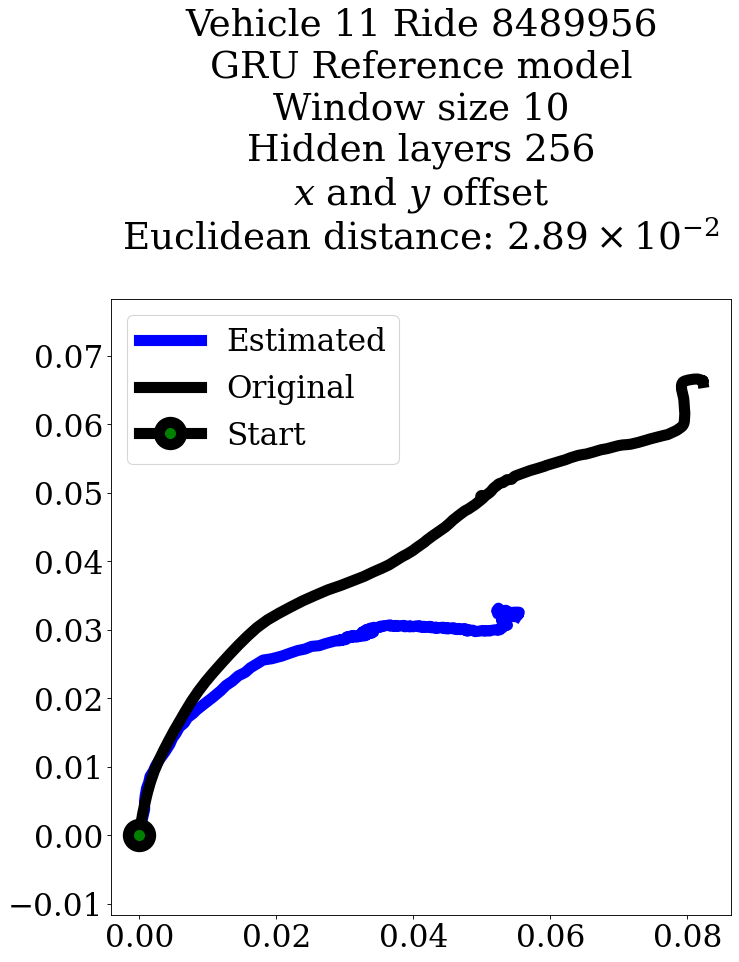 Vehicle 11 Ride 8489956
GRU Reference model
Window size 10
Hidden layers 256
x and y offset
Euclidean distance: 2.89 × 10⁻²
Estimated
Original
Start
0.07
0.06
0.05
0.04
0.03
0.02
0.01
0.00
−0.01
0.00 0.02 0.04 0.06 0.08